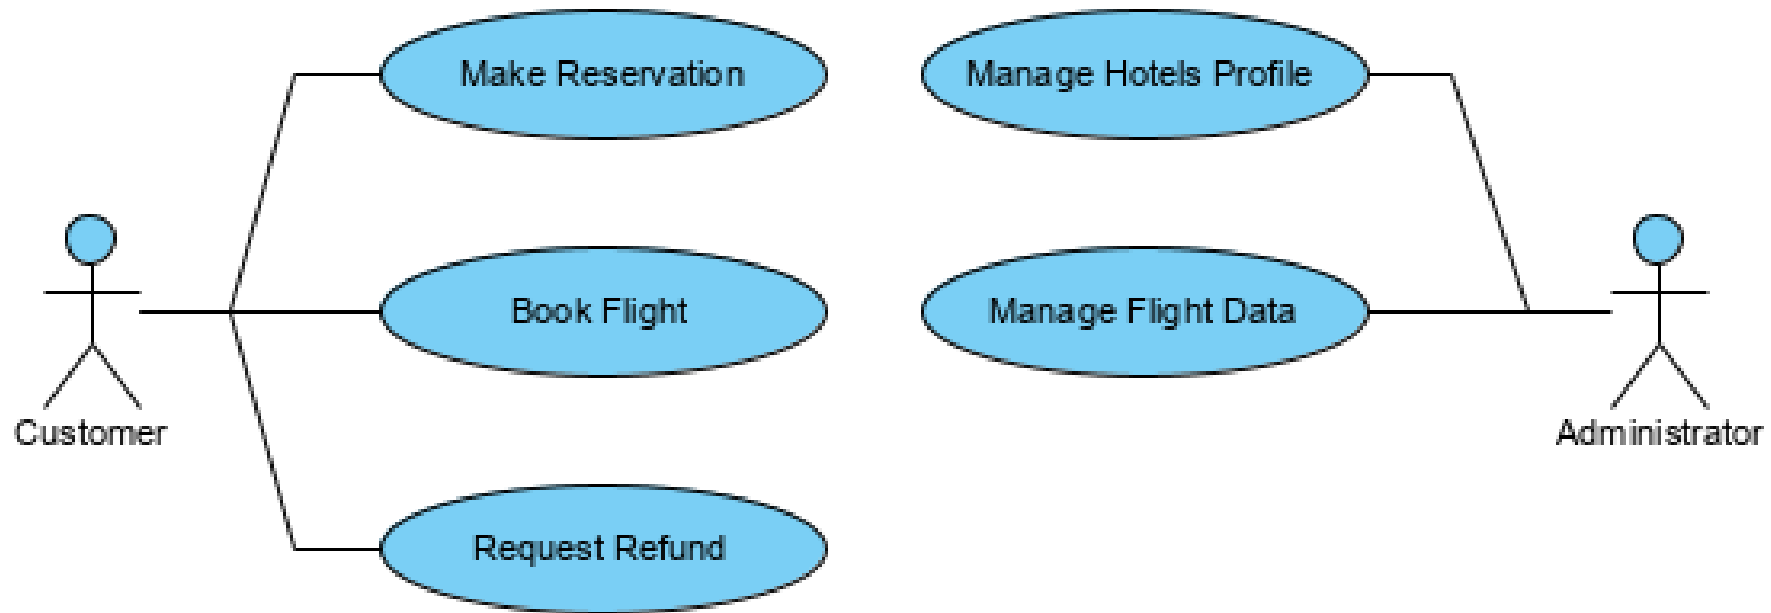 Make Reservation
Manage Hotels Profile
Book Flight
Manage Flight Data
Customer
Administrator
Request Refund